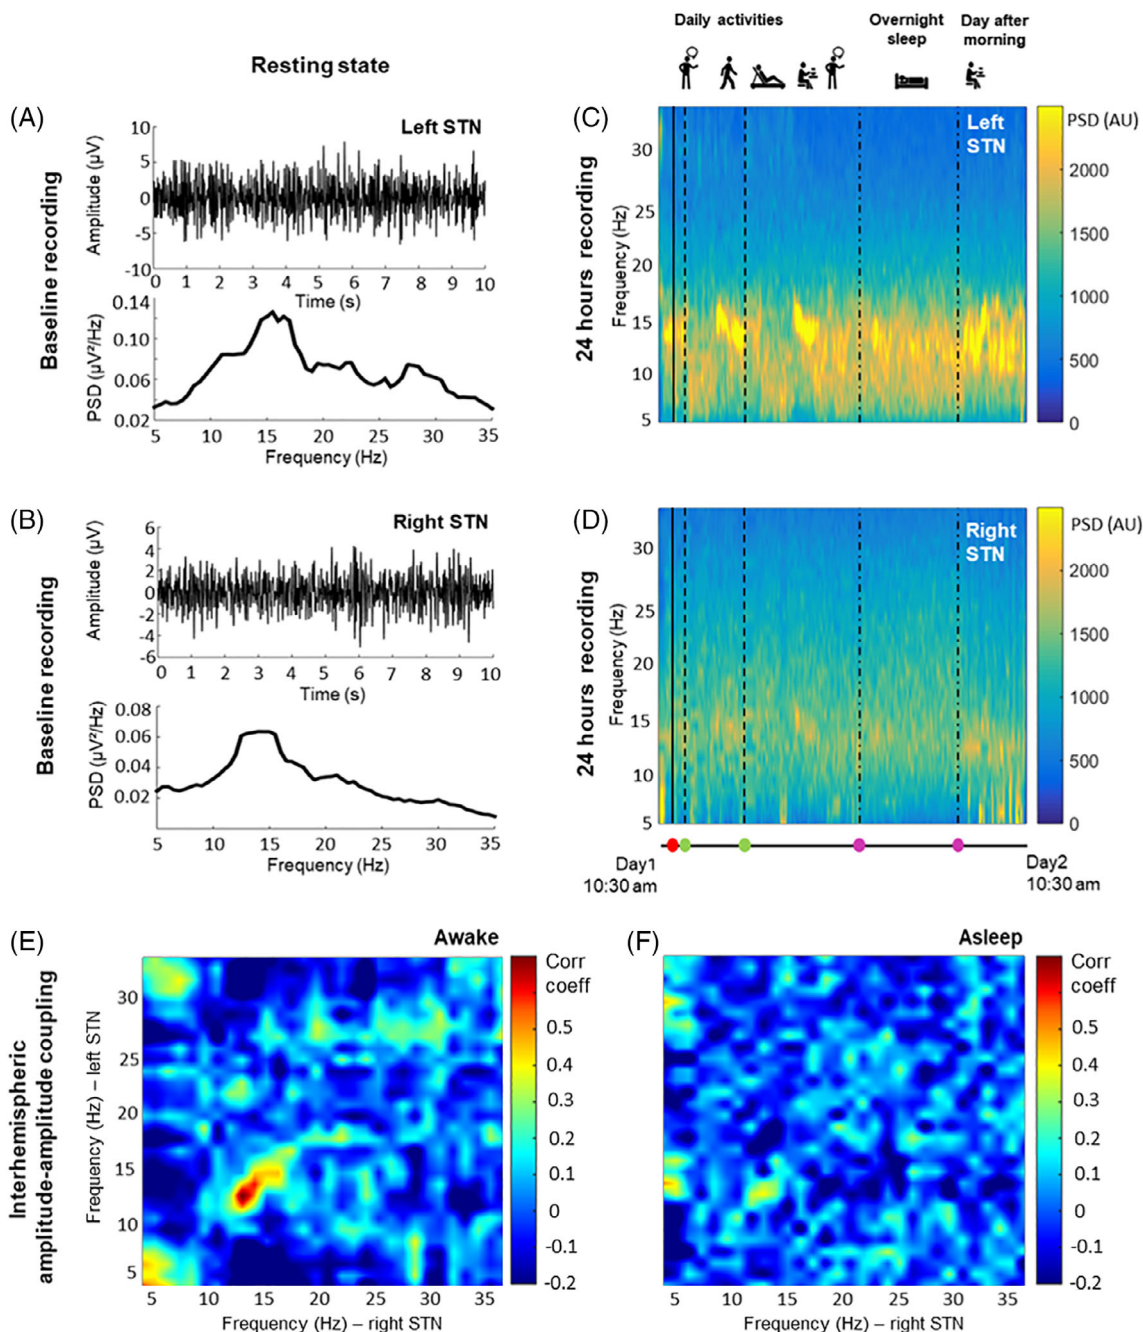 Resting state
Daily activities
Overnight sleep
Day after morning
(A)
Baseline recording
Left STN
Amplitude (µV)
10
5
0
-5
-10
0 1 2 3 4 5 6 7 8 9 10
Time (s)
PSD (µV²/Hz)
0.14
0.10
0.06
0.02
5 10 15 20 25 30 35
Frequency (Hz)
(C)
24 hours recording
Left STN
Frequency (Hz)
30
25
20
15
10
5
PSD (AU)
2000
1500
1000
500
0
(B)
Baseline recording
Right STN
Amplitude (µV)
6
4
2
0
-2
-4
-6
0 1 2 3 4 5 6 7 8 9 10
Time (s)
PSD (µV²/Hz)
0.08
0.06
0.04
0.02
5 10 15 20 25 30 35
Frequency (Hz)
(D)
24 hours recording
Right STN
Frequency (Hz)
30
25
20
15
10
5
PSD (AU)
2000
1500
1000
500
0
Day1
10:30 am
Day2
10:30 am
(E)
Interhemispheric
amplitude-amplitude coupling
Awake
Frequency (Hz) – left STN
30
25
20
15
10
5
5 10 15 20 25 30 35
Frequency (Hz) – right STN
Corr
coeff
0.5
0.4
0.3
0.2
0.1
0
-0.1
-0.2
(F)
Asleep
5 10 15 20 25 30 35
Frequency (Hz) – right STN
Corr
coeff
0.5
0.4
0.3
0.2
0.1
0
-0.1
-0.2